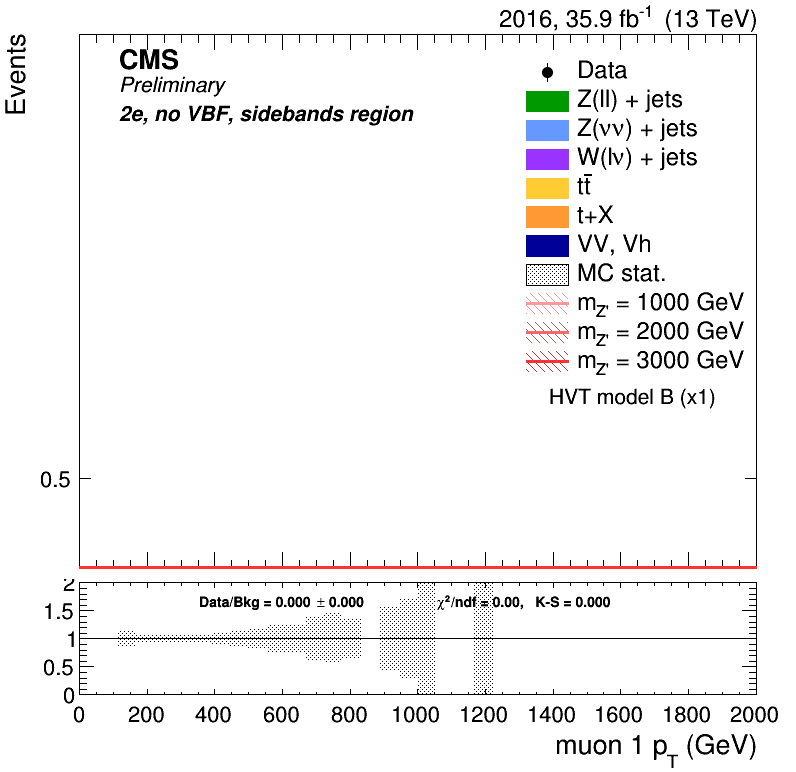 2016, 35.9 fb⁻¹ (13 TeV)
Events
CMS
Preliminary
2e, no VBF, sidebands region
Data
Z(ll) + jets
Z(νν) + jets
W(lν) + jets
tt̄
t+X
VV, Vh
MC stat.
m_Z' = 1000 GeV
m_Z' = 2000 GeV
m_Z' = 3000 GeV
HVT model B (x1)
0.5
Data/Bkg = 0.000 ± 0.000 χ²/ndf = 0.00, K-S = 0.000
2
1.5
1
0.5
0
0 200 400 600 800 1000 1200 1400 1600 1800 2000
muon 1 p_T (GeV)